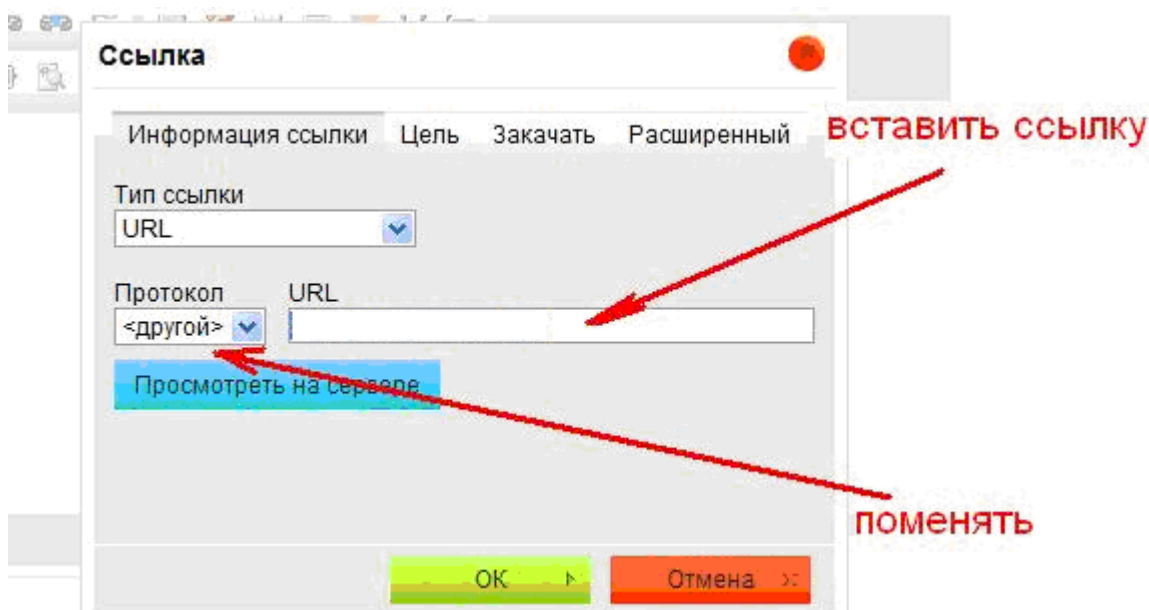 Ссылка
Информация ссылки Цель Закачать Расширенный
вставить ссылку
Тип ссылки
URL
Протокол URL
<другой>
Просмотреть на сервере
поменять
ОК Отмена